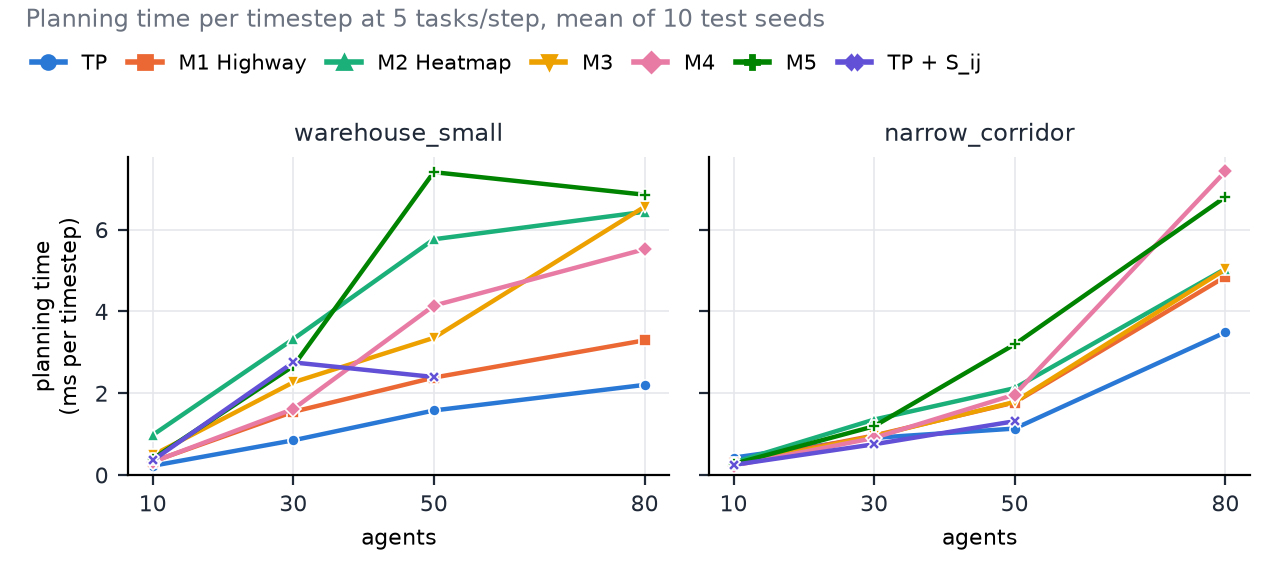 Planning time per timestep at 5 tasks/step, mean of 10 test seeds
TP M1 Highway M2 Heatmap M3 M4 M5 TP + S_ij
warehouse_small narrow_corridor
planning time
(ms per timestep)
6
4
2
0
10 30 50 80 10 30 50 80
agents agents